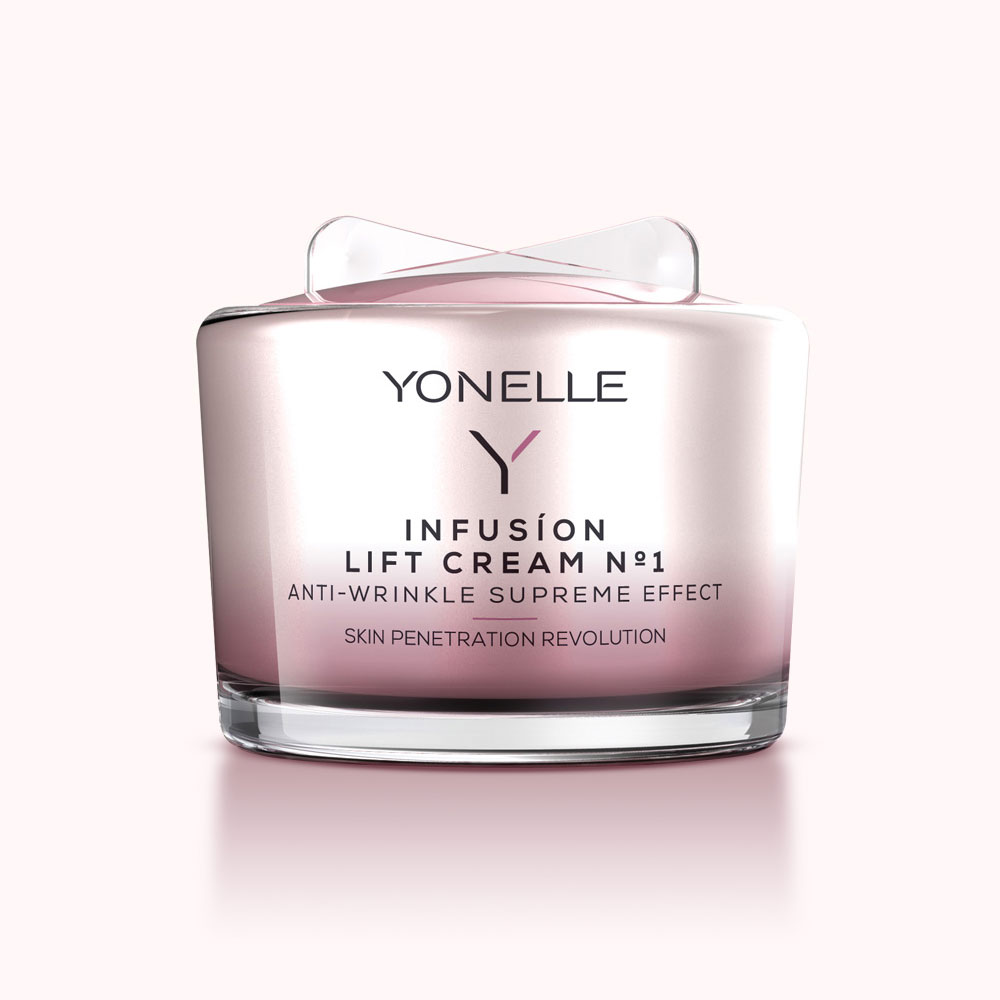 YONELLE
Y
INFUSÍON
LIFT CREAM Nº1
ANTI-WRINKLE SUPREME EFFECT
SKIN PENETRATION REVOLUTION